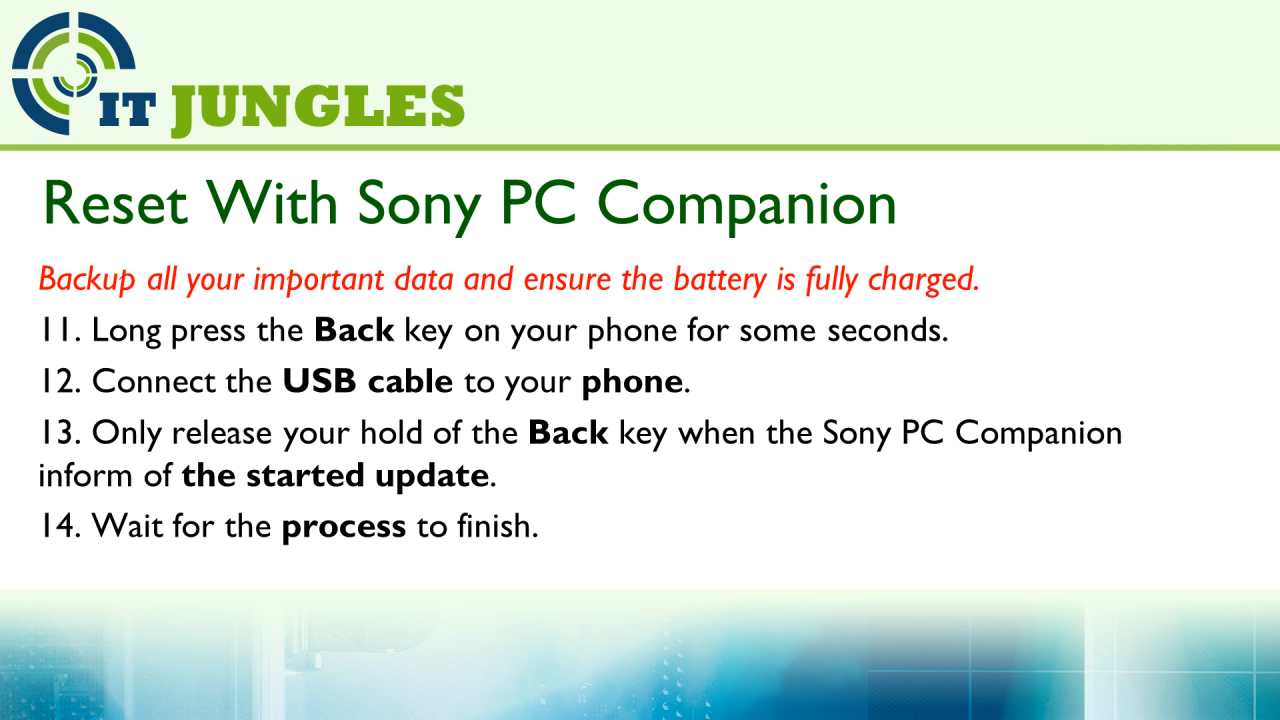 IT JUNGLES
Reset With Sony PC Companion
Backup all your important data and ensure the battery is fully charged.
11. Long press the Back key on your phone for some seconds.
12. Connect the USB cable to your phone.
13. Only release your hold of the Back key when the Sony PC Companion
inform of the started update.
14. Wait for the process to finish.